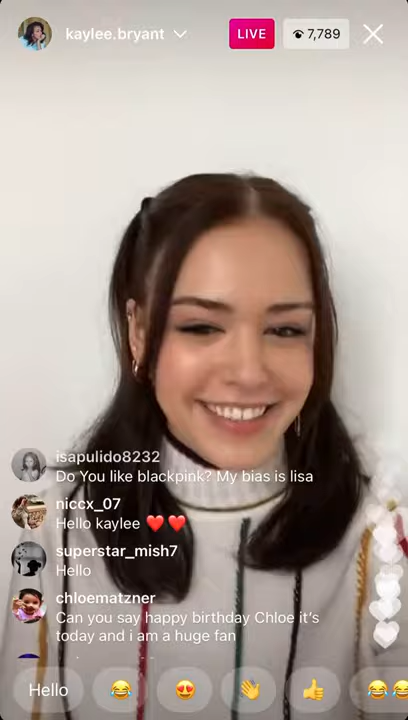 kaylee.bryant
LIVE
7,789
isapulido8232
Do You like blackpink? My bias is lisa
niccx_07
Hello kaylee ❤️❤️
superstar_mish7
Hello
chloematzner
Can you say happy birthday Chloe it’s
today and i am a huge fan
Hello 😂 😍 👋 👍 😂😂